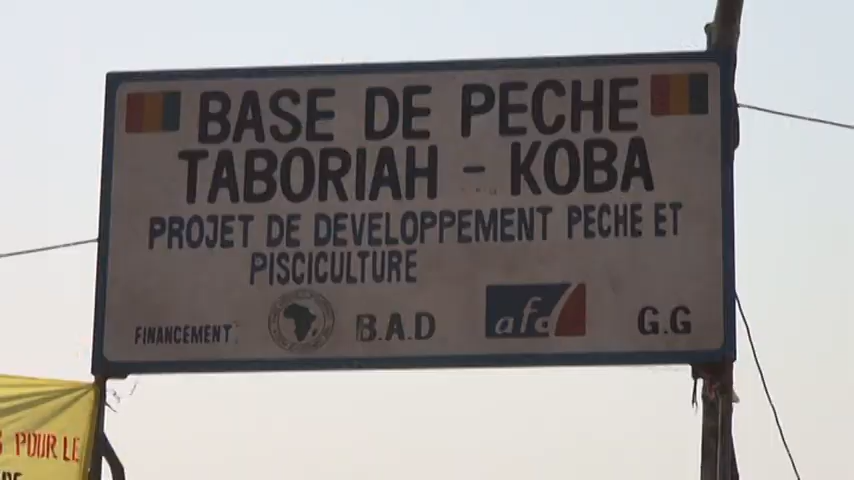 BASE DE PECHE
TABORIAH - KOBA
PROJET DE DEVELOPPEMENT PECHE ET
PISCICULTURE
FINANCEMENT: B.A.D afd G.G
POUR LE